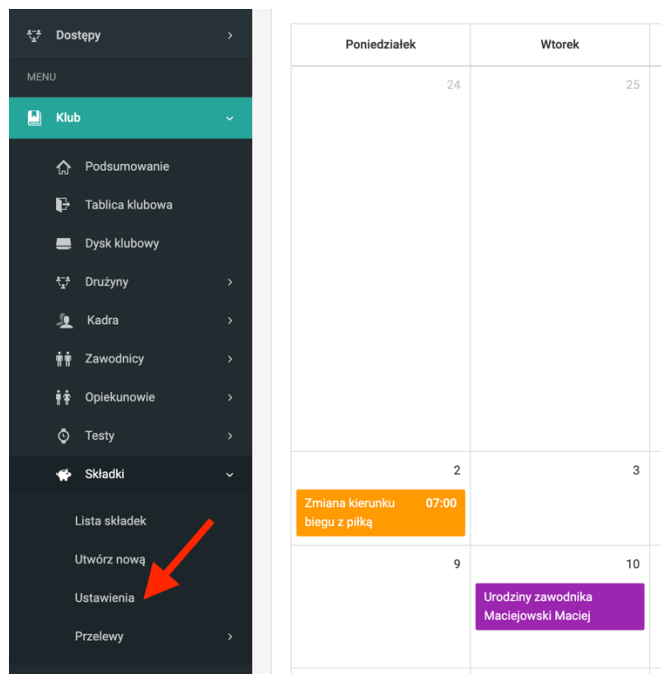 Dostępy
MENU
Klub
Podsumowanie
Tablica klubowa
Dysk klubowy
Drużyny
Kadra
Zawodnicy
Opiekunowie
Testy
Składki
Lista składek
Utwórz nową
Ustawienia
Przelewy
Poniedziałek Wtorek
24 25
2 3
Zmiana kierunku 07:00
biegu z piłką
9 10
Urodziny zawodnika
Maciejowski Maciej